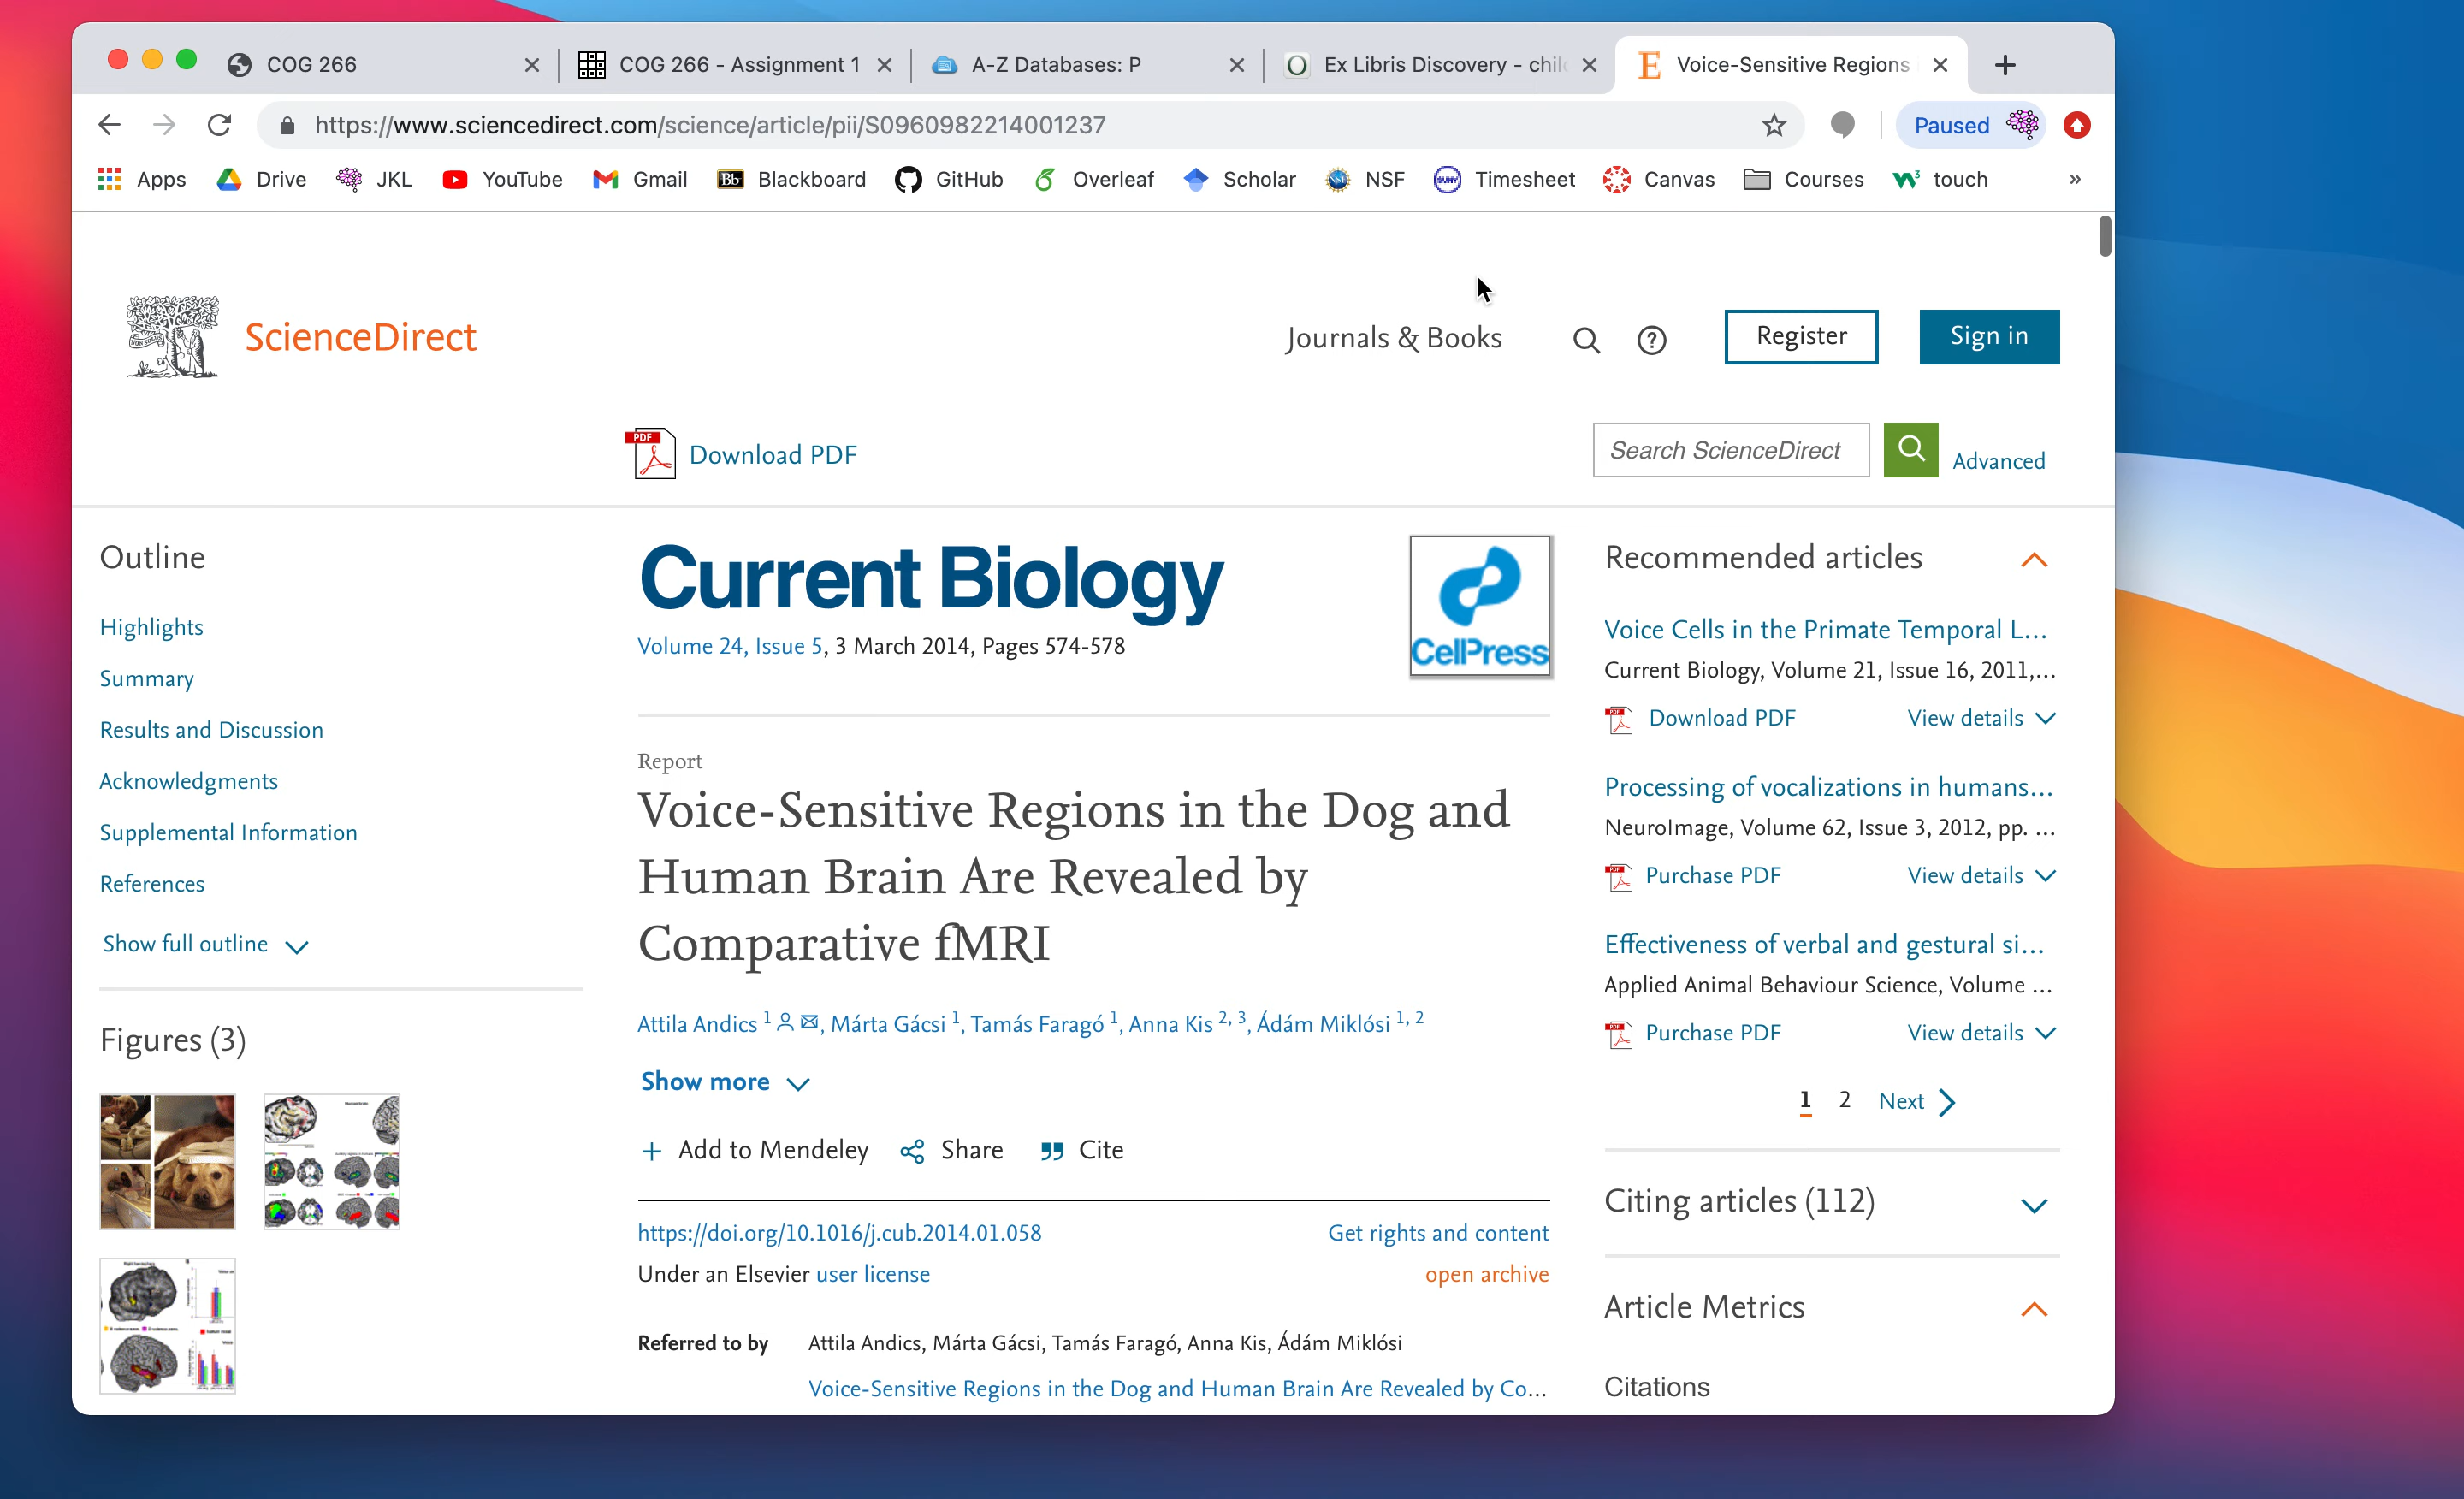 COG 266
COG 266 - Assignment 1
A-Z Databases: P
Ex Libris Discovery - chil
Voice-Sensitive Regions
https://www.sciencedirect.com/science/article/pii/S0960982214001237
Paused
Apps
Drive
JKL
YouTube
Gmail
Bb
Blackboard
GitHub
Overleaf
Scholar
NSF
Timesheet
Canvas
Courses
touch
»
ScienceDirect
Journals & Books
Register
Sign in
PDF
Download PDF
Search ScienceDirect
Advanced
Outline
Highlights
Summary
Results and Discussion
Acknowledgments
Supplemental Information
References
Show full outline
Figures (3)
Current Biology
CellPress
Volume 24, Issue 5, 3 March 2014, Pages 574-578
Report
Voice-Sensitive Regions in the Dog and
Human Brain Are Revealed by
Comparative fMRI
Attila Andics 1, Márta Gácsi 1, Tamás Faragó 1, Anna Kis 2, 3, Ádám Miklósi 1, 2
Show more
Add to Mendeley
Share
Cite
https://doi.org/10.1016/j.cub.2014.01.058
Get rights and content
Under an Elsevier user license
open archive
Referred to by
Attila Andics, Márta Gácsi, Tamás Faragó, Anna Kis, Ádám Miklósi
Voice-Sensitive Regions in the Dog and Human Brain Are Revealed by Co...
Recommended articles
Voice Cells in the Primate Temporal L...
Current Biology, Volume 21, Issue 16, 2011,...
Download PDF
View details
Processing of vocalizations in humans...
NeuroImage, Volume 62, Issue 3, 2012, pp. ...
Purchase PDF
View details
Effectiveness of verbal and gestural si...
Applied Animal Behaviour Science, Volume ...
Purchase PDF
View details
1 2 Next
Citing articles (112)
Article Metrics
Citations